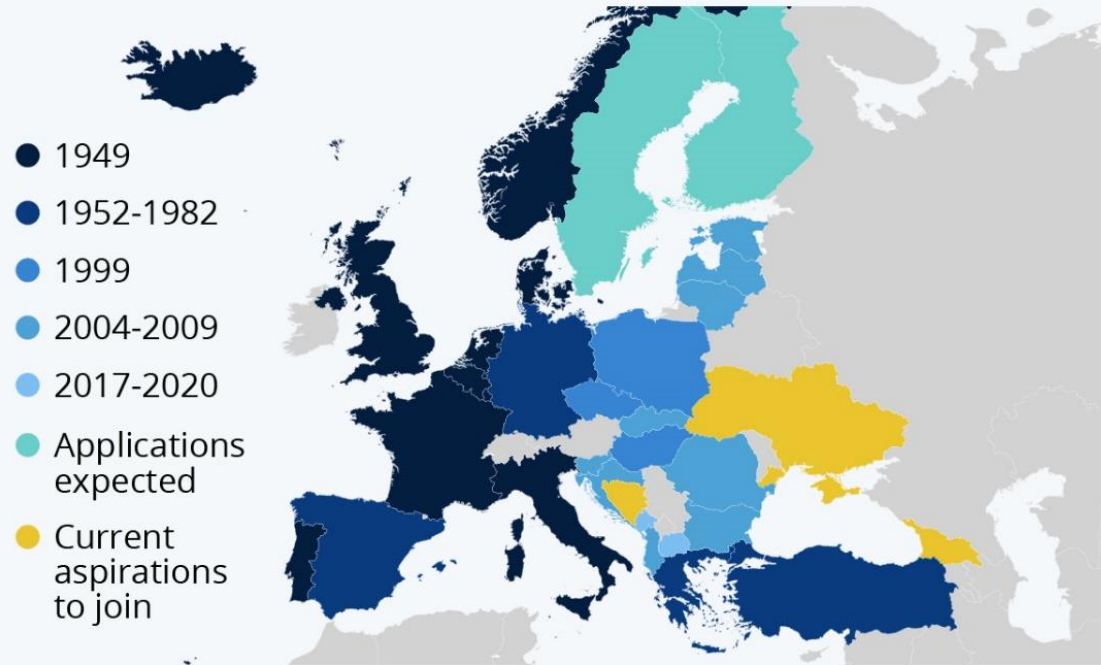 1949
1952-1982
1999
2004-2009
2017-2020
Applications
expected
Current
aspirations
to join